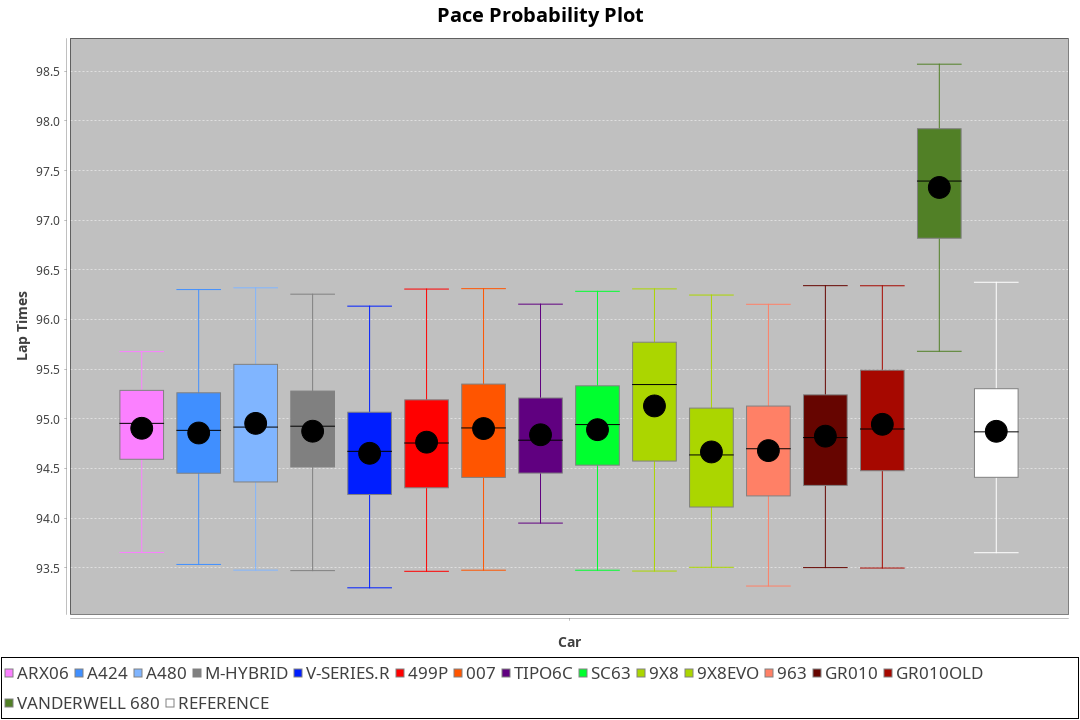 Pace Probability Plot
98.5
98.0
97.5
97.0
96.5
96.0
95.5
95.0
94.5
94.0
93.5
Lap Times
Car
ARX06 A424 A480 M-HYBRID V-SERIES.R 499P 007 TIPO6C SC63 9X8 9X8EVO 963 GR010 GR010OLD
VANDERWELL 680 REFERENCE